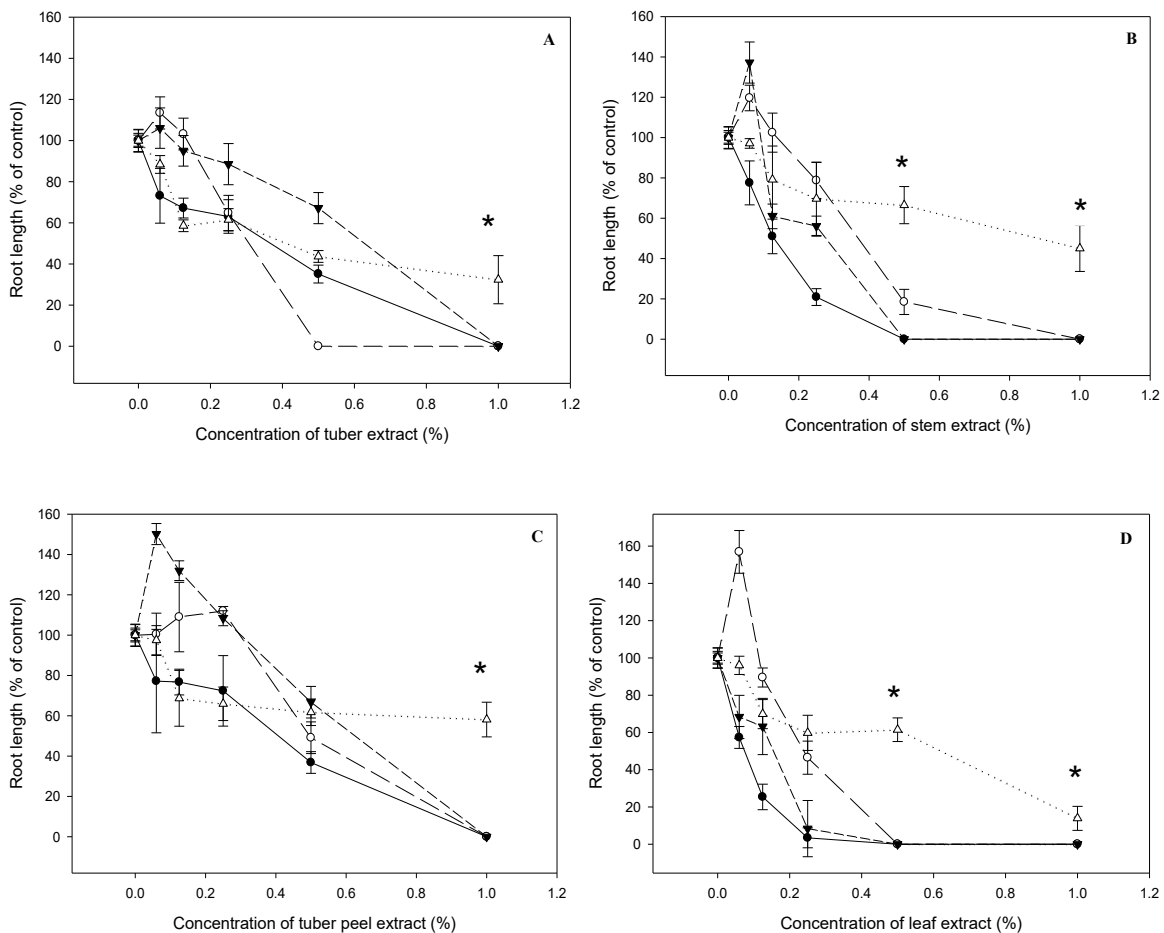 A
Root length (% of control)
160
140
120
100
80
60
40
20
0
0.0 0.2 0.4 0.6 0.8 1.0 1.2
Concentration of tuber extract (%)
*
B
Root length (% of control)
160
140
120
100
80
60
40
20
0
0.0 0.2 0.4 0.6 0.8 1.0 1.2
Concentration of stem extract (%)
*
*
C
Root length (% of control)
160
140
120
100
80
60
40
20
0
0.0 0.2 0.4 0.6 0.8 1.0 1.2
Concentration of tuber peel extract (%)
*
D
Root length (% of control)
160
140
120
100
80
60
40
20
0
0.0 0.2 0.4 0.6 0.8 1.0 1.2
Concentration of leaf extract (%)
*
*